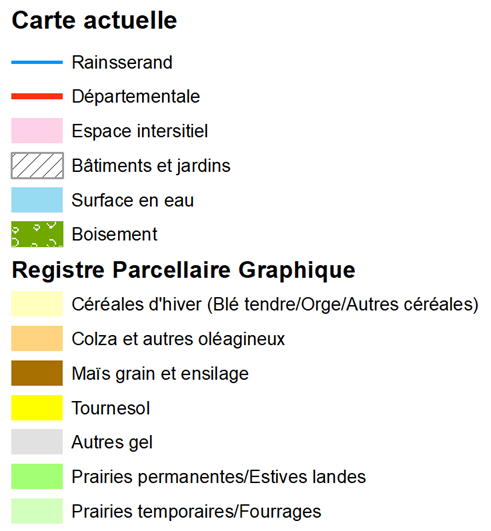 Carte actuelle
Rainsserand
Départementale
Espace intersitiel
Bâtiments et jardins
Surface en eau
Boisement
Registre Parcellaire Graphique
Céréales d'hiver (Blé tendre/Orge/Autres céréales)
Colza et autres oléagineux
Maïs grain et ensilage
Tournesol
Autres gel
Prairies permanentes/Estives landes
Prairies temporaires/Fourrages